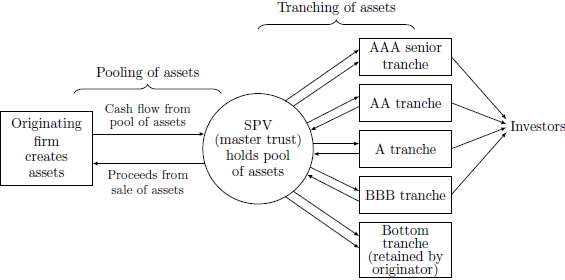 Tranching of assets
Pooling of assets
Originating
firm
creates
assets
Cash flow from
pool of assets
Proceeds from
sale of assets
SPV
(master trust)
holds pool
of assets
AAA senior
tranche
AA tranche
A tranche
BBB tranche
Bottom
tranche
(retained by
originator)
Investors